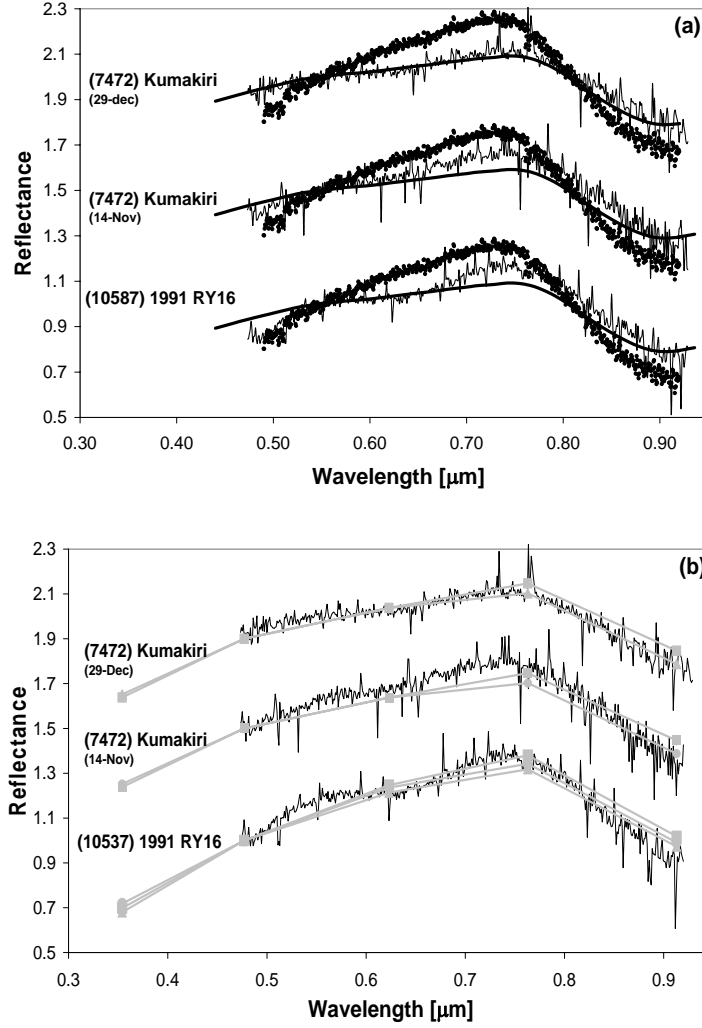 (a)
2.3
2.1
1.9
1.7
1.5
1.3
1.1
0.9
0.7
0.5
Reflectance
(7472) Kumakiri
(29-dec)
(7472) Kumakiri
(14-Nov)
(10587) 1991 RY16
0.30 0.40 0.50 0.60 0.70 0.80 0.90
Wavelength [μm]
(b)
2.3
2.1
1.9
1.7
1.5
1.3
1.1
0.9
0.7
0.5
Reflectance
(7472) Kumakiri
(29-Dec)
(7472) Kumakiri
(14-Nov)
(10537) 1991 RY16
0.3 0.4 0.5 0.6 0.7 0.8 0.9
Wavelength [μm]